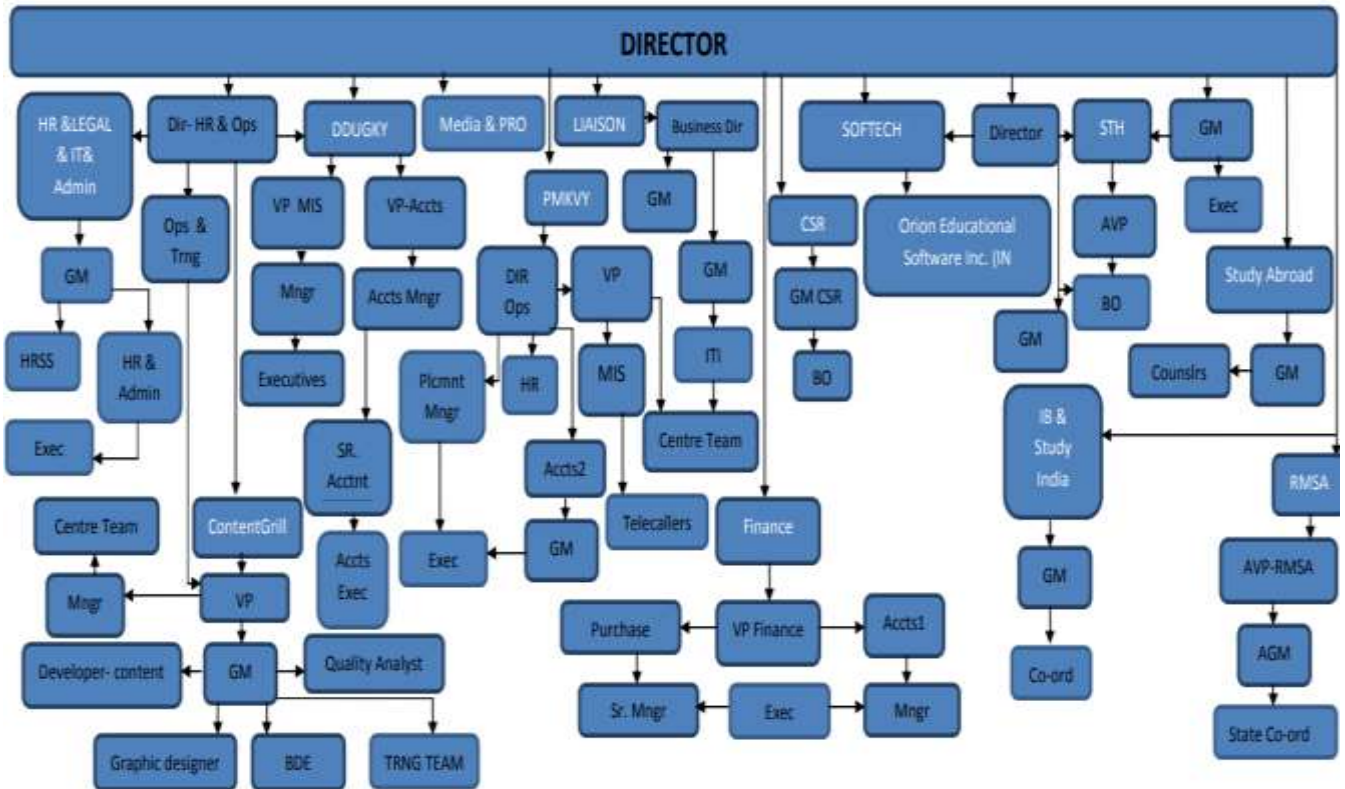 DIRECTOR
HR &LEGAL
& IT&
Admin
Dir- HR & Ops
DDUGKY
Media & PRO
LIAISON
Business Dir
SOFTECH
Director
STH
GM
VP MIS
VP-Accts
PMKVY
GM
Exec
Ops &
Trng
CSR
Orion Educational
Software Inc. (IN
AVP
GM
DIR
Ops
VP
GM
Study Abroad
Mngr
Accts Mngr
GM CSR
BO
HRSS
HR &
Admin
Executives
Plcmnt
Mngr
HR
MIS
ITI
BO
GM
Counslrs
GM
Exec
SR.
Acctnt
Accts2
Centre Team
IB &
Study
India
RMSA
Centre Team
ContentGrill
Telecallers
Finance
Accts
Exec
Exec
GM
GM
AVP-RMSA
Mngr
VP
Purchase
VP Finance
Accts1
Developer- content
GM
Quality Analyst
AGM
Co-ord
Sr. Mngr
Exec
Mngr
State Co-ord
Graphic designer
BDE
TRNG TEAM